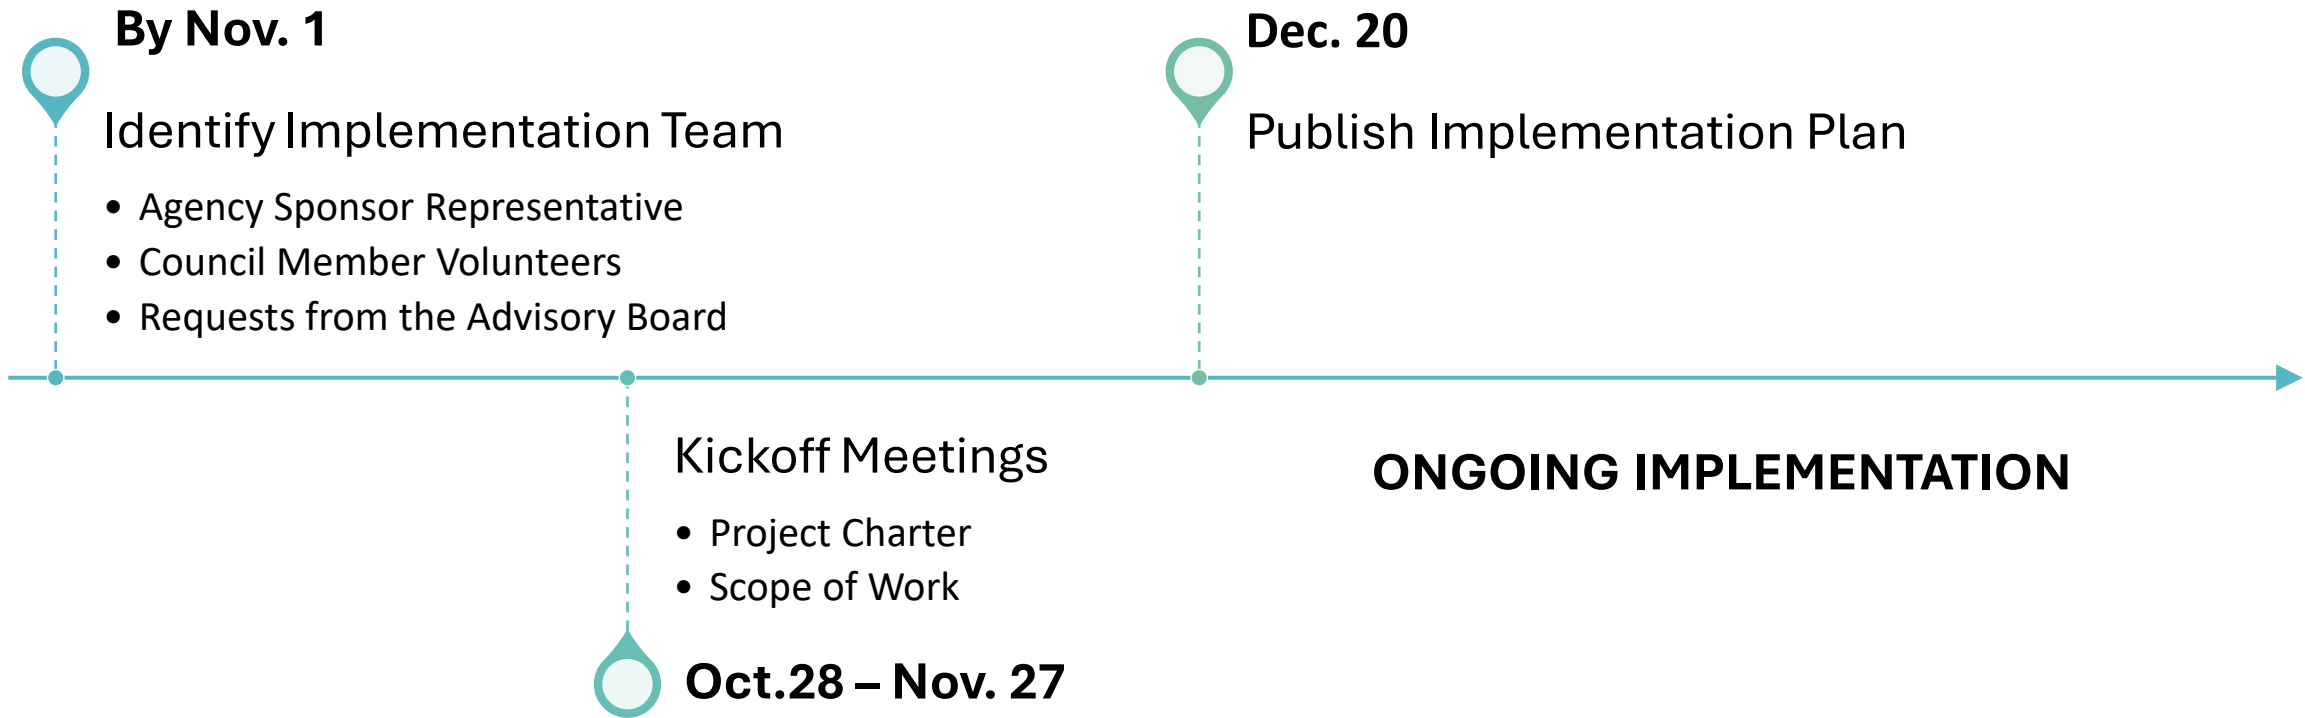 By Nov. 1
Identify Implementation Team
• Agency Sponsor Representative
• Council Member Volunteers
• Requests from the Advisory Board
Kickoff Meetings
• Project Charter
• Scope of Work
Oct.28 – Nov. 27
Dec. 20
Publish Implementation Plan
ONGOING IMPLEMENTATION